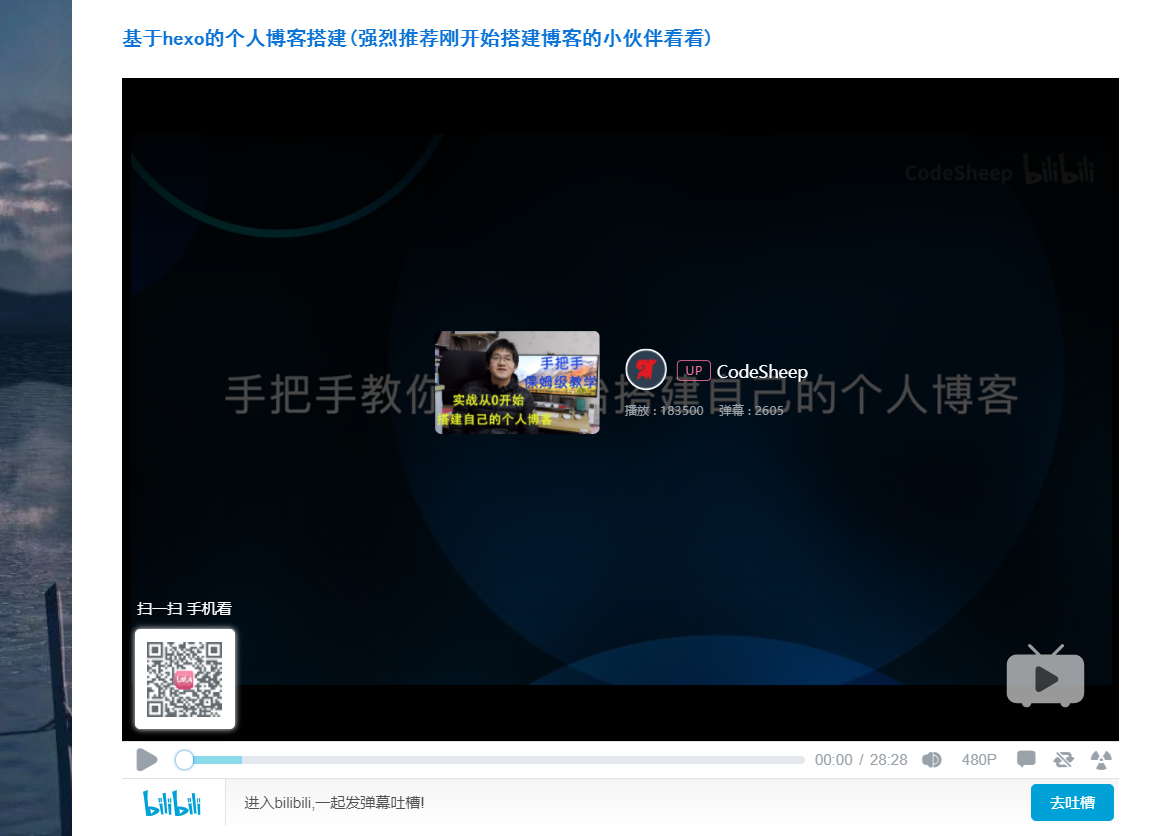 基于hexo的个人博客搭建(强烈推荐刚开始搭建博客的小伙伴看看)
CodeSheep bilibili
手把手
保姆级教学
实战从0开始
搭建自己的个人博客
UP CodeSheep
手把手教你 始搭建自己的个人博客
播放 : 183500 弹幕 : 2605
扫一扫 手机看
00:00 / 28:28 480P
bilibili 进入bilibili,一起发弹幕吐槽! 去吐槽